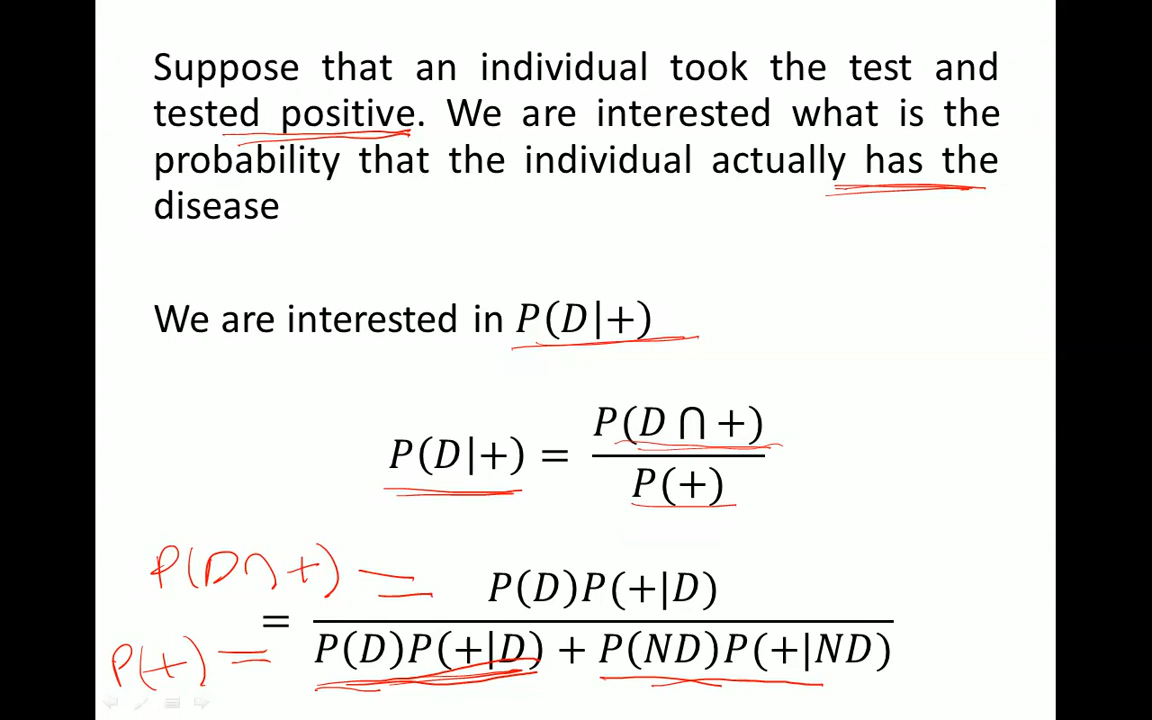 Suppose that an individual took the test and
tested positive. We are interested what is the
probability that the individual actually has the
disease
We are interested in P(D|+)
P(D|+) = P(D ∩ +) / P(+)
P(D∩+) =
= P(D)P(+|D) / P(D)P(+|D) + P(ND)P(+|ND)
P(+) =